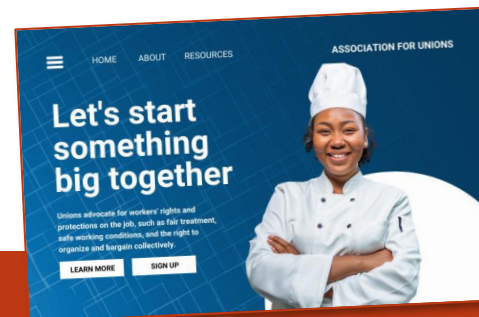 HOME ABOUT RESOURCES
ASSOCIATION FOR UNIONS
Let's start
something
big together
Unions advocate for workers' rights and
protections on the job, such as fair treatment,
safe working conditions, and the right to
organize and bargain collectively.
LEARN MORE SIGN UP